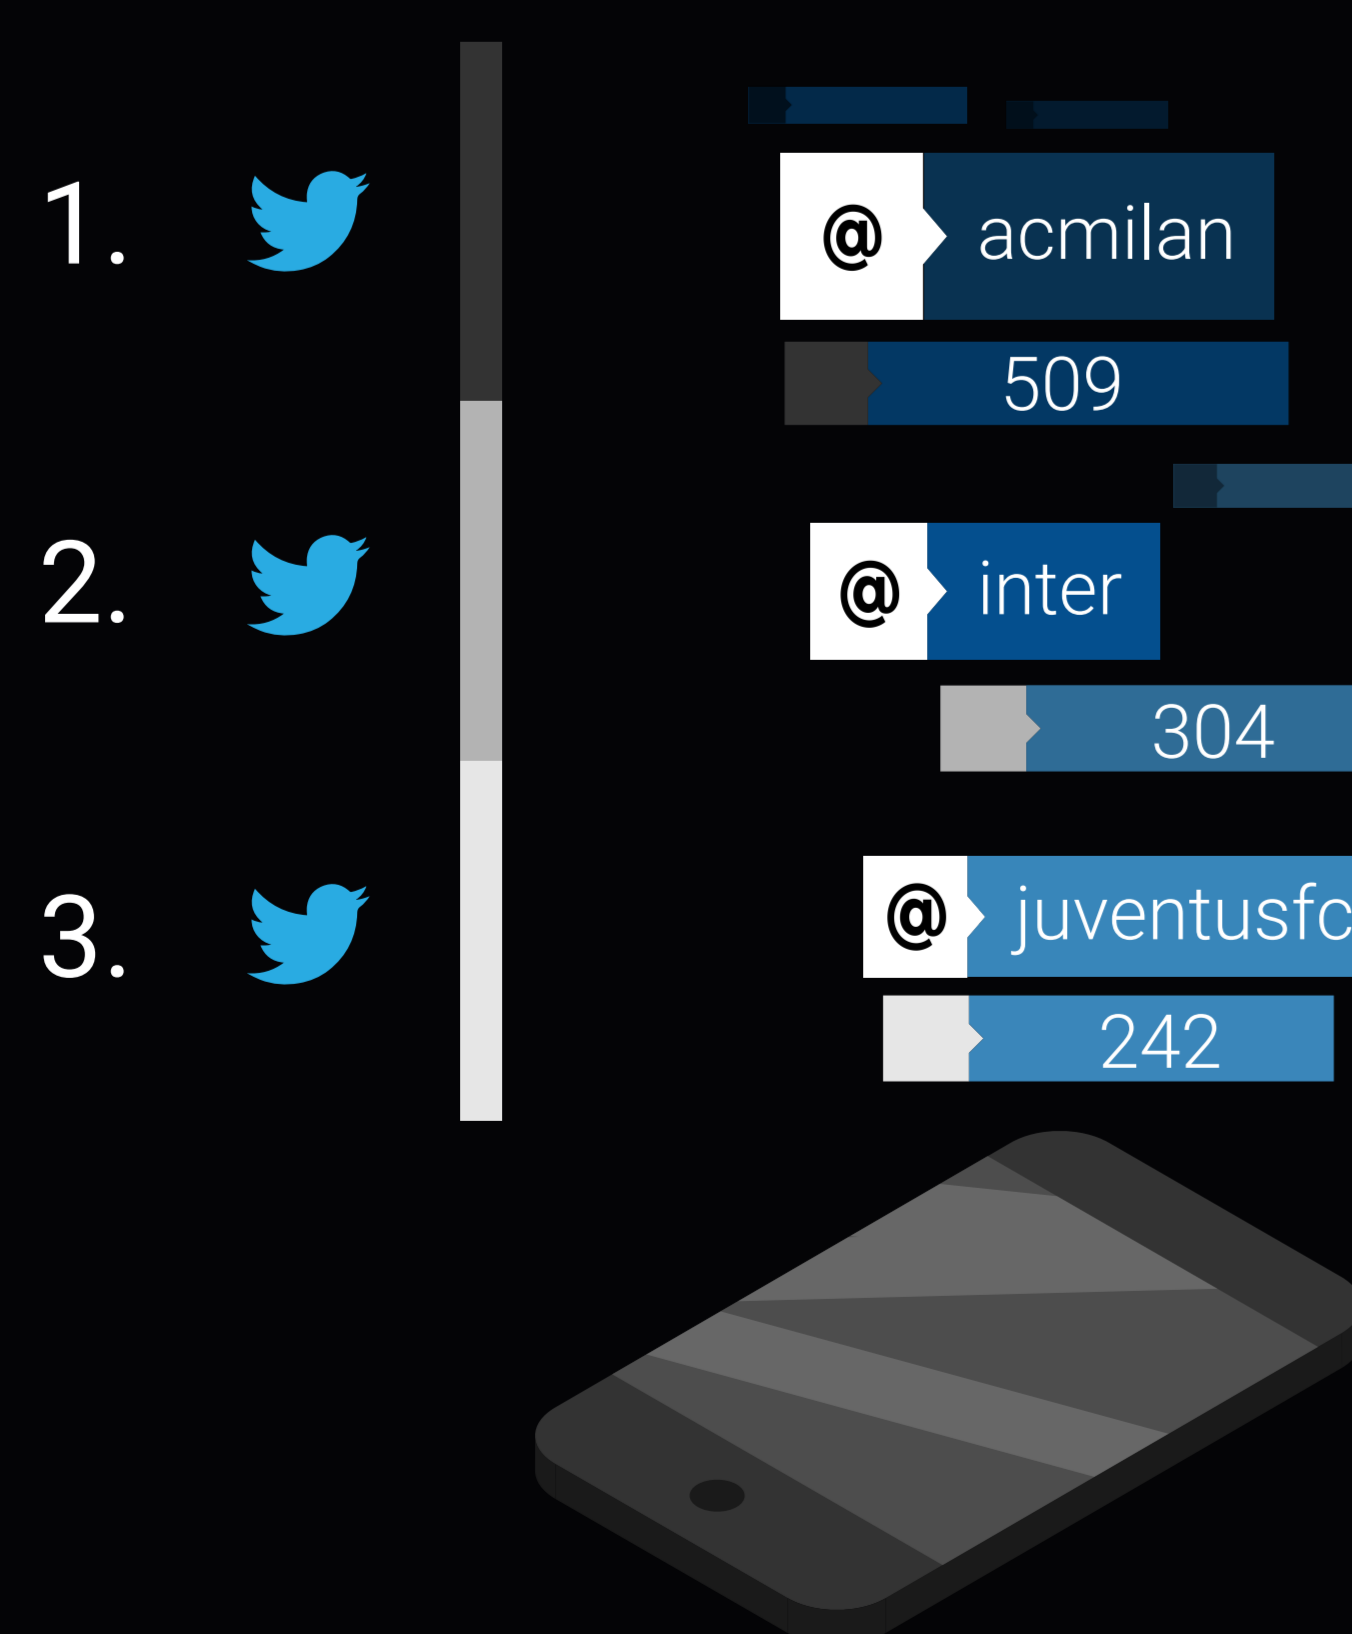 1.
@ acmilan
509
2.
@ inter
304
3.
@ juventusfc
242